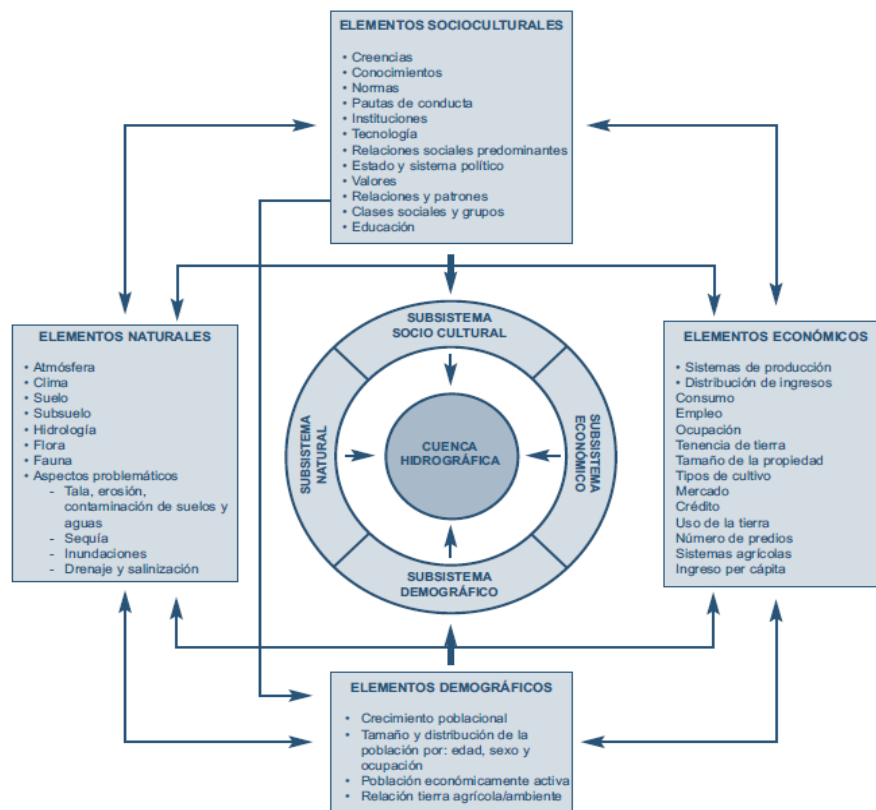 ELEMENTOS SOCIOCULTURALES
• Creencias
• Conocimientos
• Normas
• Pautas de conducta
• Instituciones
• Tecnología
• Relaciones sociales predominantes
• Estado y sistema político
• Valores
• Relaciones y patrones
• Clases sociales y grupos
• Educación
ELEMENTOS NATURALES
• Atmósfera
• Clima
• Suelo
• Subsuelo
• Hidrología
• Flora
• Fauna
• Aspectos problemáticos
- Tala, erosión,
contaminación de suelos y
aguas
- Sequía
- Inundaciones
- Drenaje y salinización
SUBSISTEMA
SOCIO CULTURAL
SUBSISTEMA
NATURAL
CUENCA
HIDROGRÁFICA
SUBSISTEMA
ECONÓMICO
SUBSISTEMA
DEMOGRÁFICO
ELEMENTOS ECONÓMICOS
• Sistemas de producción
• Distribución de ingresos
Consumo
Empleo
Ocupación
Tenencia de tierra
Tamaño de la propiedad
Tipos de cultivo
Mercado
Crédito
Uso de la tierra
Número de predios
Sistemas agrícolas
Ingreso per cápita
ELEMENTOS DEMOGRÁFICOS
• Crecimiento poblacional
• Tamaño y distribución de la
población por: edad, sexo y
ocupación
• Población económicamente activa
• Relación tierra agrícola/ambiente